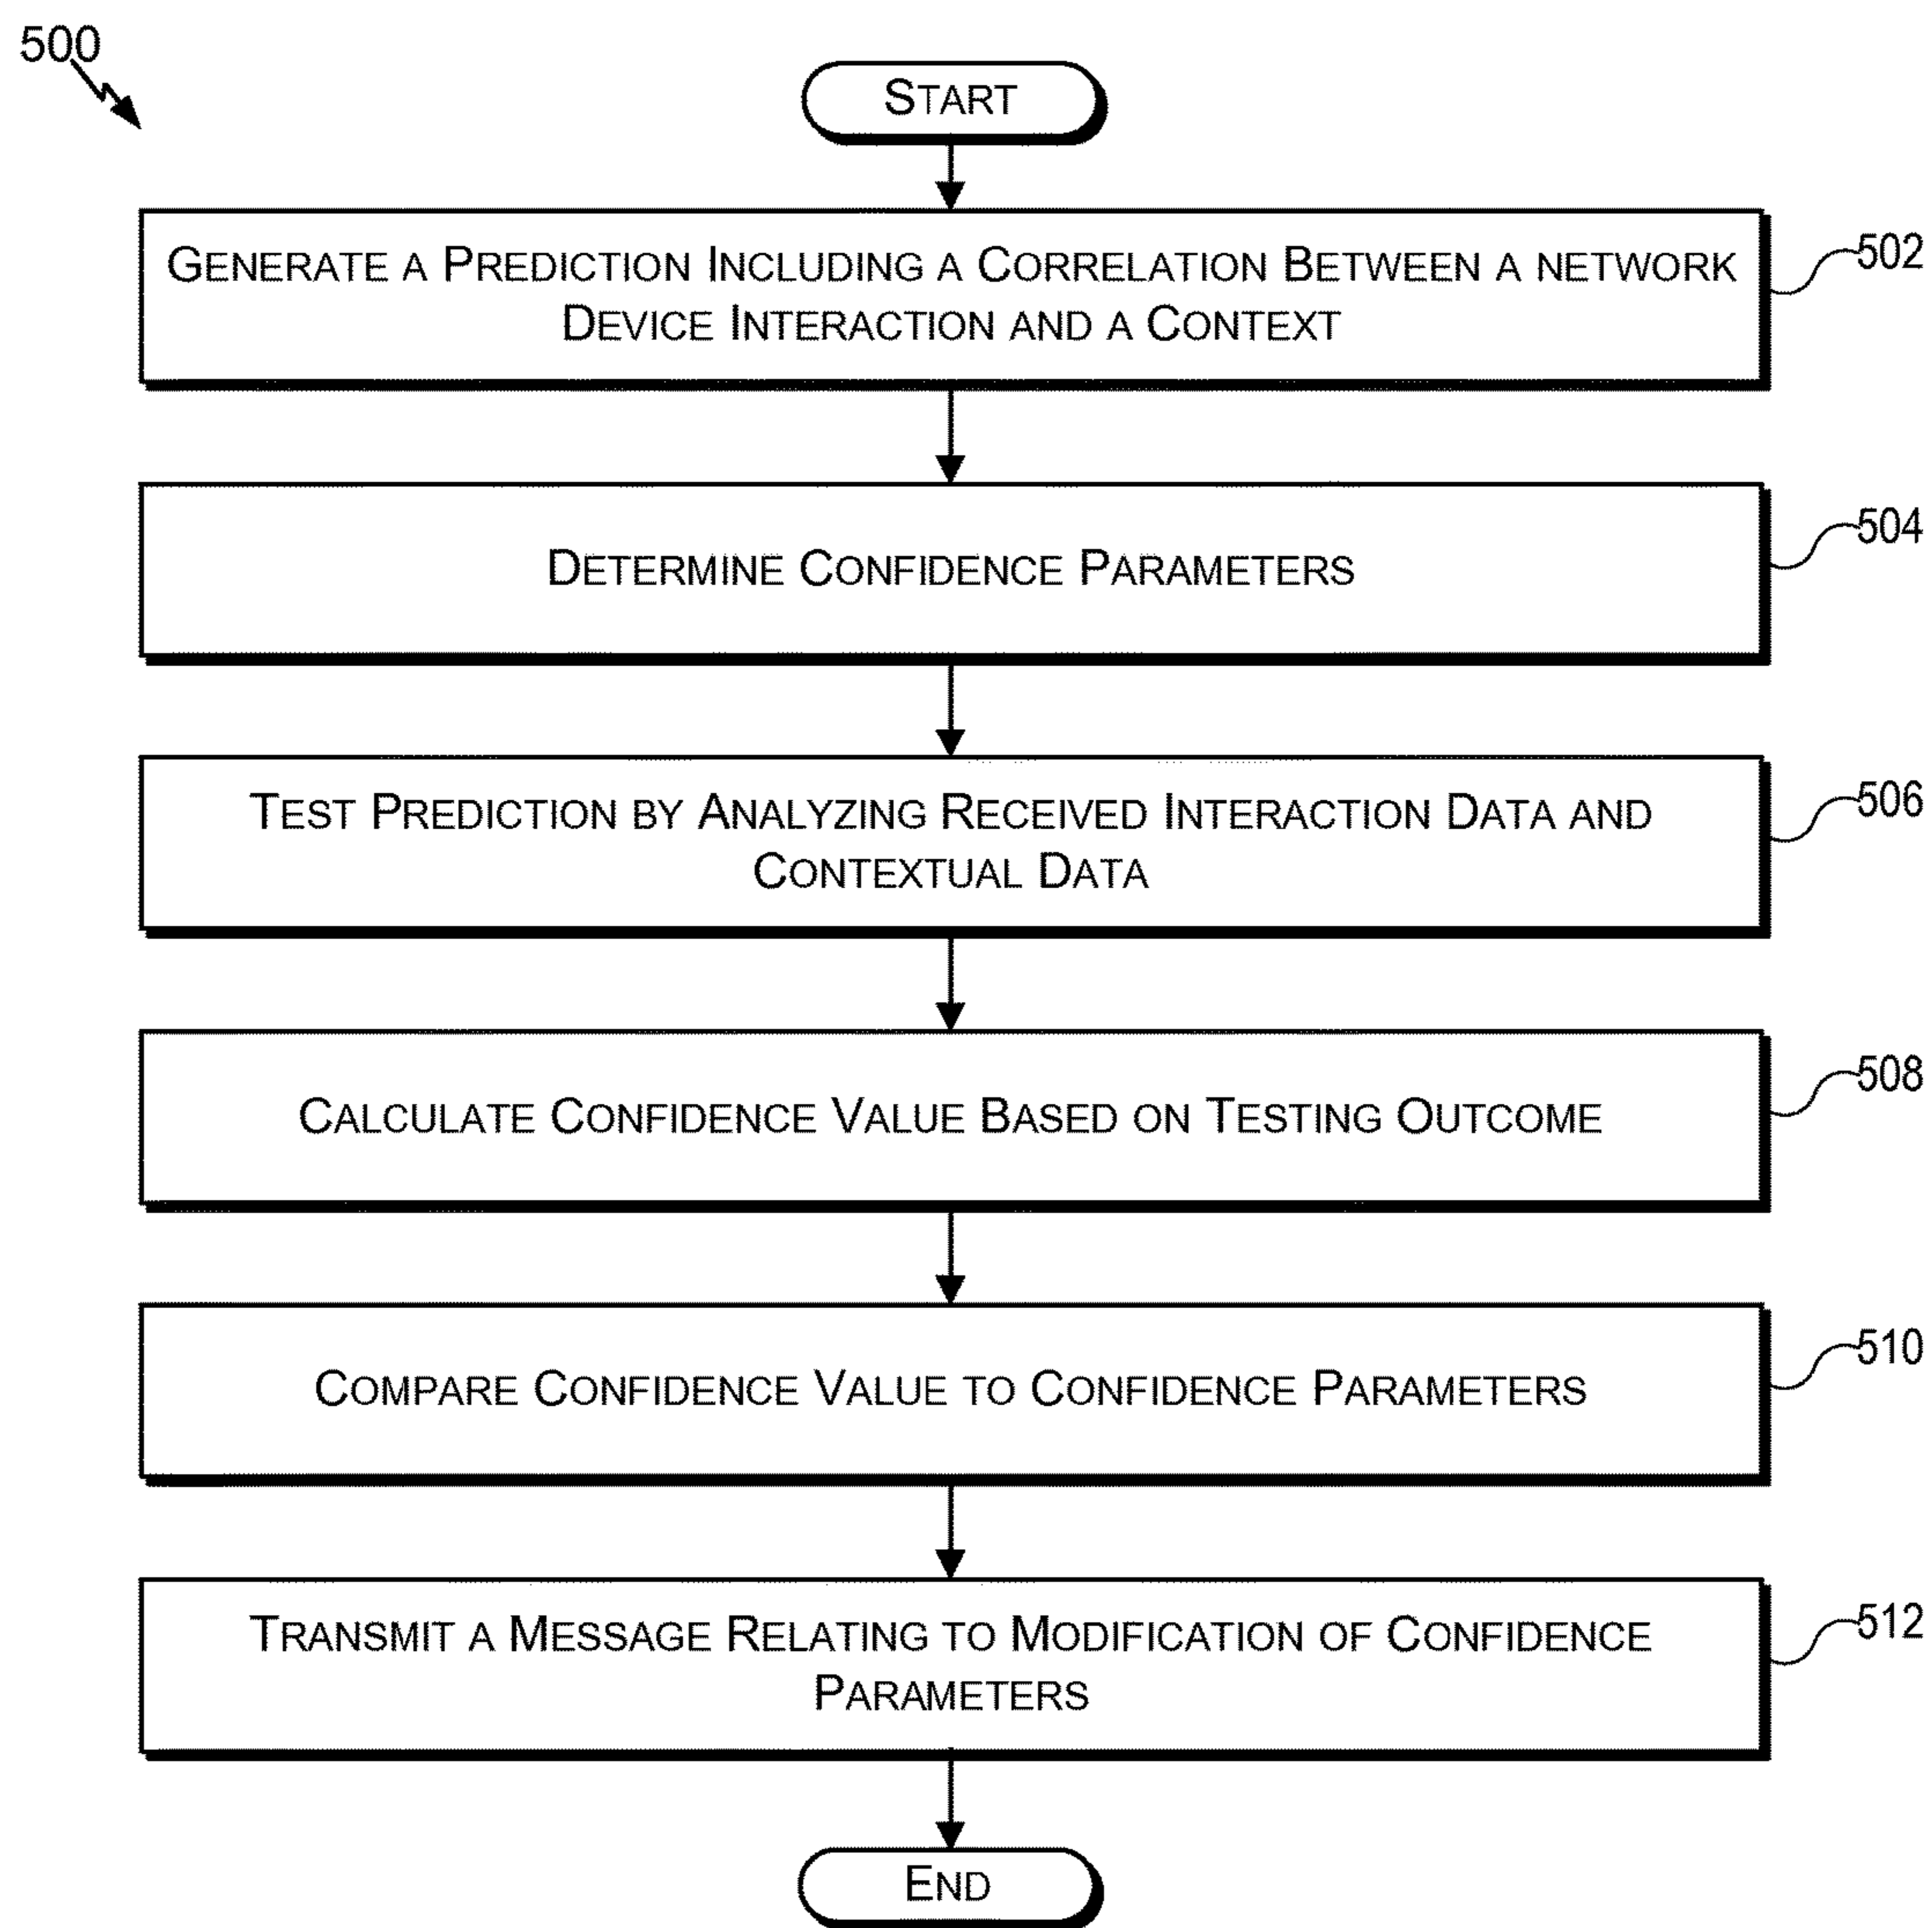 500
START
GENERATE A PREDICTION INCLUDING A CORRELATION BETWEEN A NETWORK
DEVICE INTERACTION AND A CONTEXT
502
DETERMINE CONFIDENCE PARAMETERS
504
TEST PREDICTION BY ANALYZING RECEIVED INTERACTION DATA AND
CONTEXTUAL DATA
506
CALCULATE CONFIDENCE VALUE BASED ON TESTING OUTCOME
508
COMPARE CONFIDENCE VALUE TO CONFIDENCE PARAMETERS
510
TRANSMIT A MESSAGE RELATING TO MODIFICATION OF CONFIDENCE
PARAMETERS
512
END